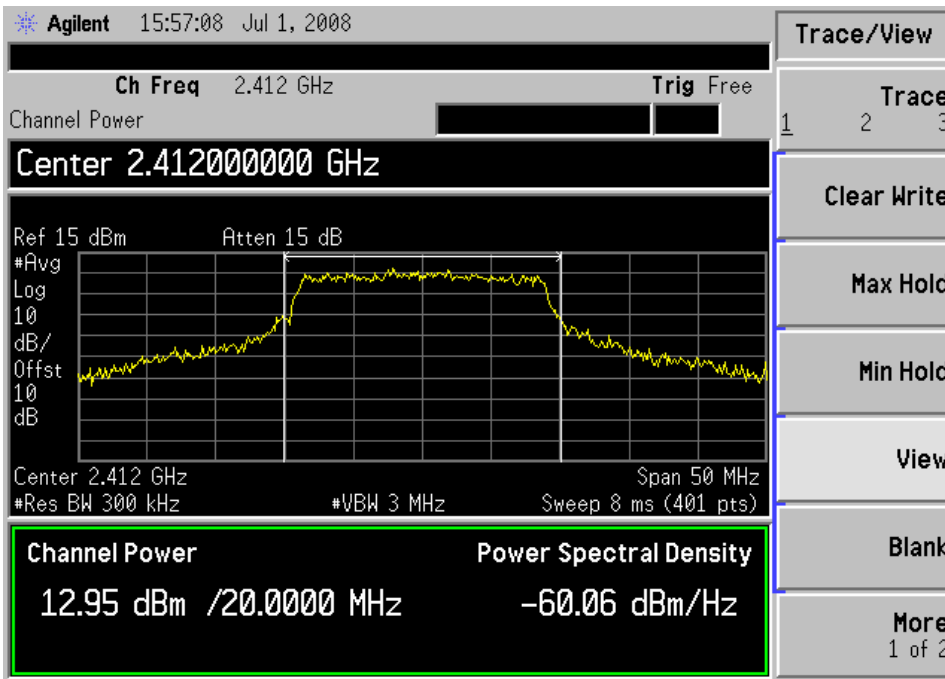 Agilent 15:57:08 Jul 1, 2008
Ch Freq 2.412 GHz Trig Free
Channel Power
Center 2.412000000 GHz
Ref 15 dBm Atten 15 dB
#Avg
Log
10
dB/
Offst
10
dB
Center 2.412 GHz Span 50 MHz
#Res BW 300 kHz #VBW 3 MHz Sweep 8 ms (401 pts)
Channel Power Power Spectral Density
12.95 dBm /20.0000 MHz -60.06 dBm/Hz
Trace/View
Trace
1 2 3
Clear Write
Max Hold
Min Hold
View
Blank
More
1 of 2